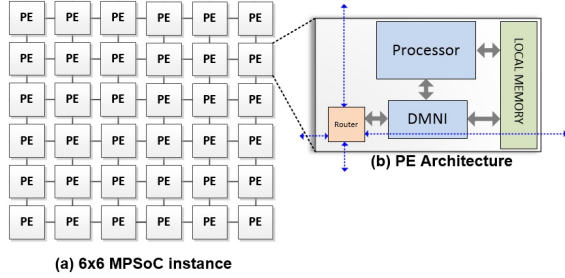 PE PE PE PE PE PE
PE PE PE PE PE PE
PE PE PE PE PE PE
PE PE PE PE PE PE
PE PE PE PE PE PE
PE PE PE PE PE PE
(a) 6x6 MPSoC instance
Processor
LOCAL MEMORY
Router
DMNI
(b) PE Architecture